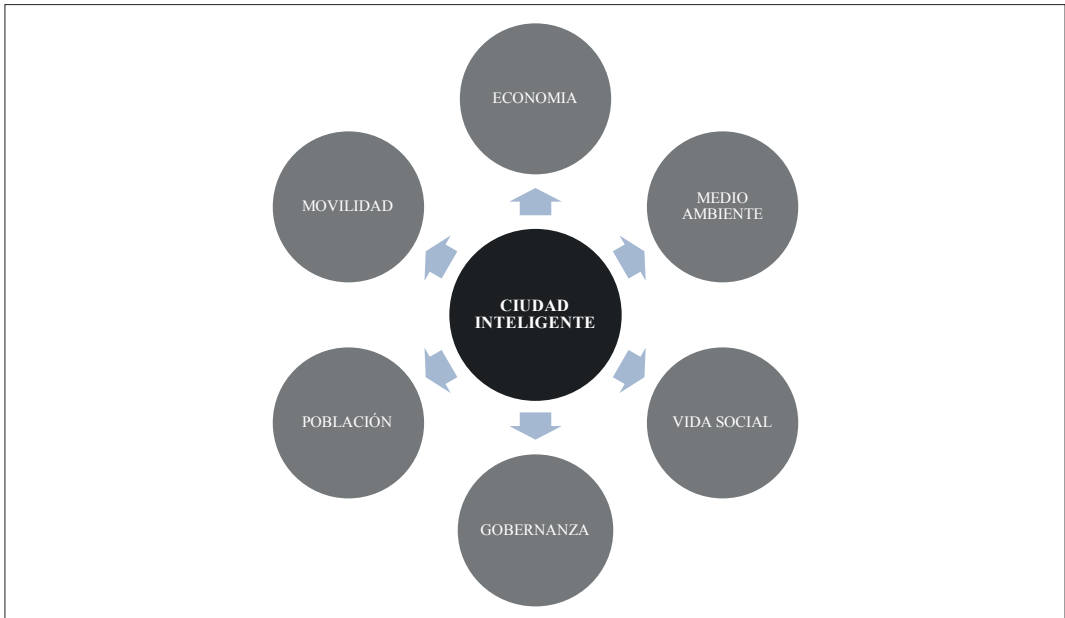 ECONOMIA
MOVILIDAD
MEDIO
AMBIENTE
CIUDAD
INTELIGENTE
POBLACIÓN
VIDA SOCIAL
GOBERNANZA